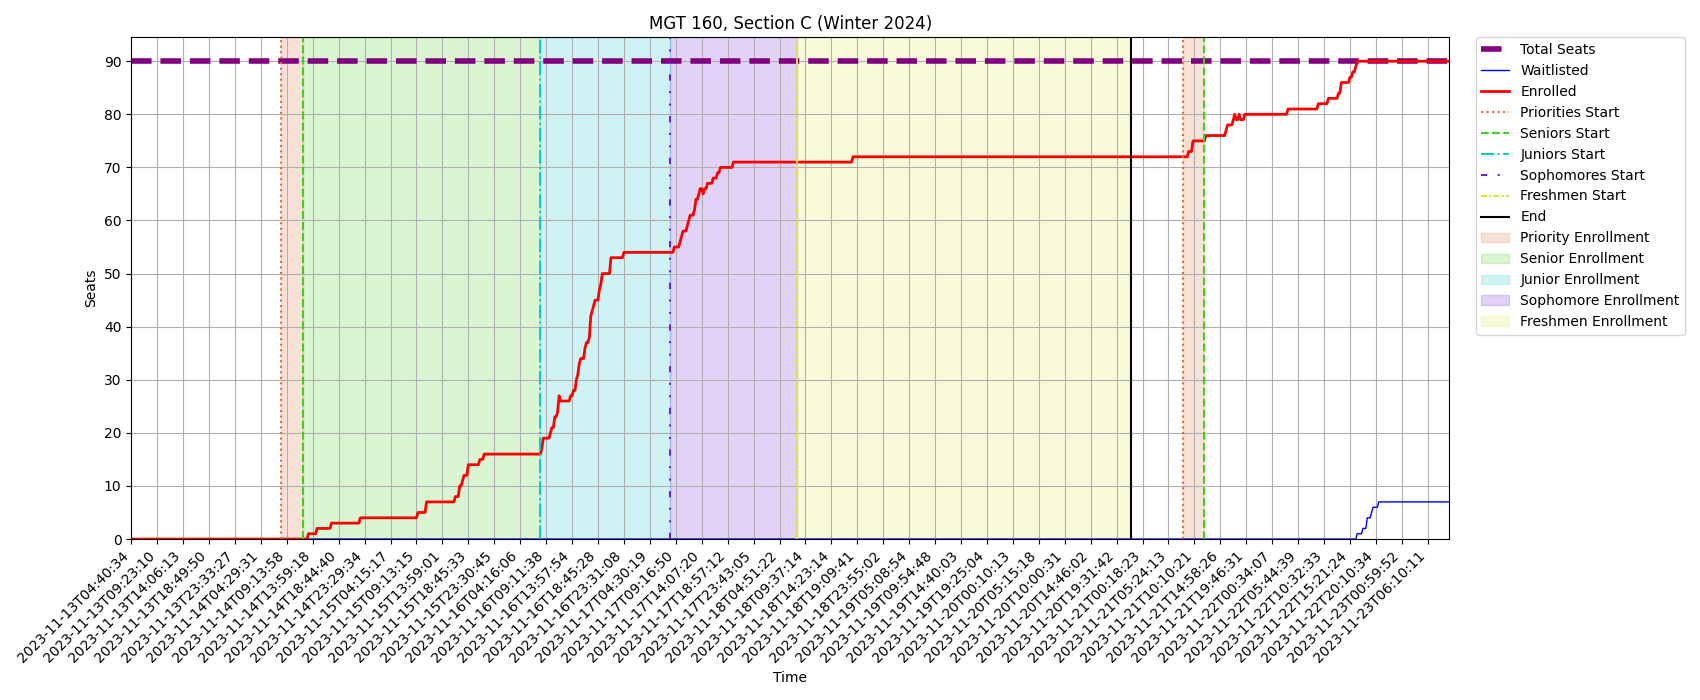 MGT 160, Section C (Winter 2024)
Seats
90
80
70
60
50
40
30
20
10
0
2023-11-13T04:40:34
2023-11-13T09:23:10
2023-11-13T14:06:13
2023-11-13T18:49:50
2023-11-13T23:33:27
2023-11-14T04:29:31
2023-11-14T09:13:58
2023-11-14T13:59:18
2023-11-14T18:44:40
2023-11-14T23:29:34
2023-11-15T04:15:17
2023-11-15T09:13:15
2023-11-15T13:59:01
2023-11-15T18:45:33
2023-11-15T23:30:45
2023-11-16T04:16:06
2023-11-16T09:11:38
2023-11-16T13:57:54
2023-11-16T18:45:28
2023-11-16T23:31:08
2023-11-17T04:30:19
2023-11-17T09:16:50
2023-11-17T14:07:20
2023-11-17T18:57:12
2023-11-17T23:43:05
2023-11-18T04:51:22
2023-11-18T09:37:14
2023-11-18T14:23:14
2023-11-18T19:09:41
2023-11-18T23:55:02
2023-11-19T05:08:54
2023-11-19T09:54:48
2023-11-19T14:40:03
2023-11-19T19:25:04
2023-11-20T00:10:13
2023-11-20T05:15:18
2023-11-20T10:00:31
2023-11-20T14:46:02
2023-11-20T19:31:42
2023-11-21T00:18:23
2023-11-21T05:24:13
2023-11-21T10:10:21
2023-11-21T14:58:26
2023-11-21T19:46:31
2023-11-22T00:34:07
2023-11-22T05:44:39
2023-11-22T10:32:33
2023-11-22T15:21:24
2023-11-22T20:10:34
2023-11-23T00:59:52
2023-11-23T06:10:11
Time
Total Seats
Waitlisted
Enrolled
Priorities Start
Seniors Start
Juniors Start
Sophomores Start
Freshmen Start
End
Priority Enrollment
Senior Enrollment
Junior Enrollment
Sophomore Enrollment
Freshmen Enrollment